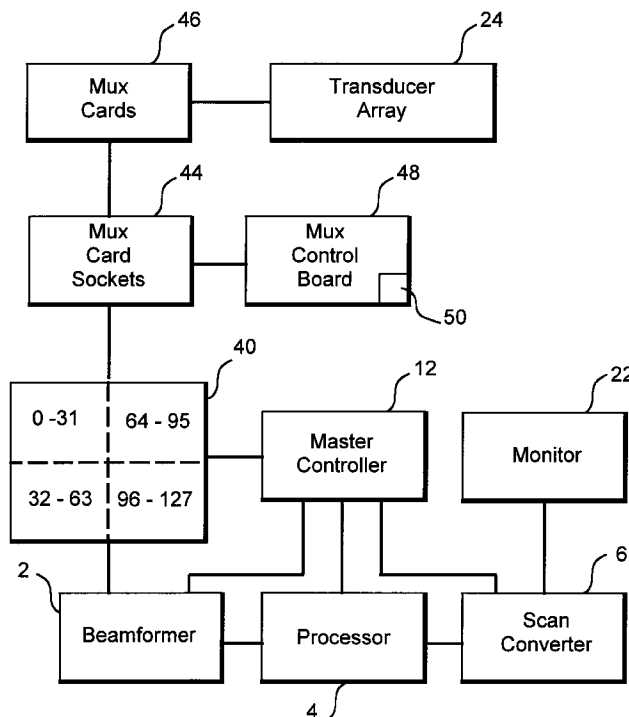 46
24
Mux
Cards
Transducer
Array
44
48
Mux
Card
Sockets
Mux
Control
Board
50
40
12
22
0 -31
64 - 95
Master
Controller
Monitor
32 - 63
96 - 127
2
6
Beamformer
Processor
Scan
Converter
4